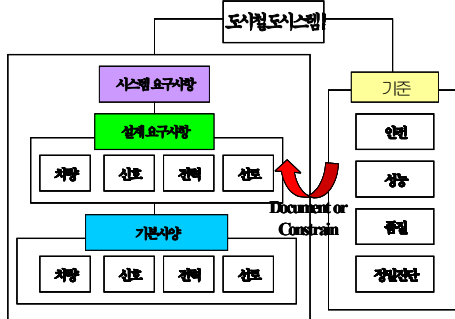 도시철도시스템
시스템 요구사항
기준
설계 요구사항
안전
차량 신호 전력 선로
성능
Document or
Constrain
기본사양
품질
차량 신호 전력 선로
정밀진단